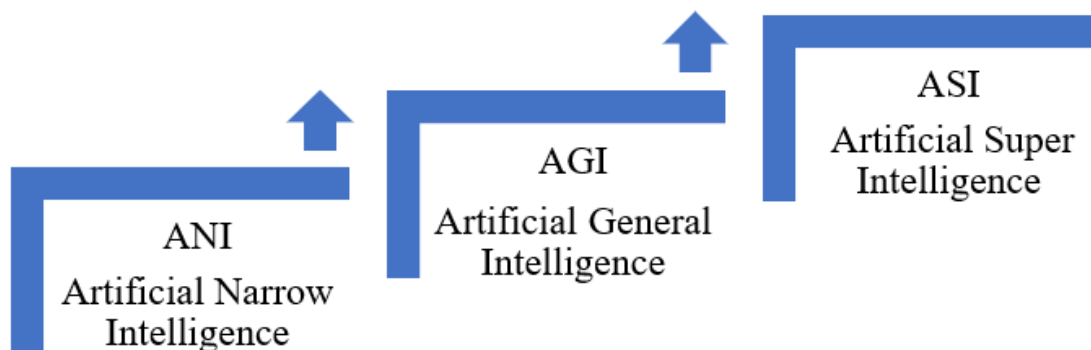 ANI
Artificial Narrow
Intelligence
AGI
Artificial General
Intelligence
ASI
Artificial Super
Intelligence